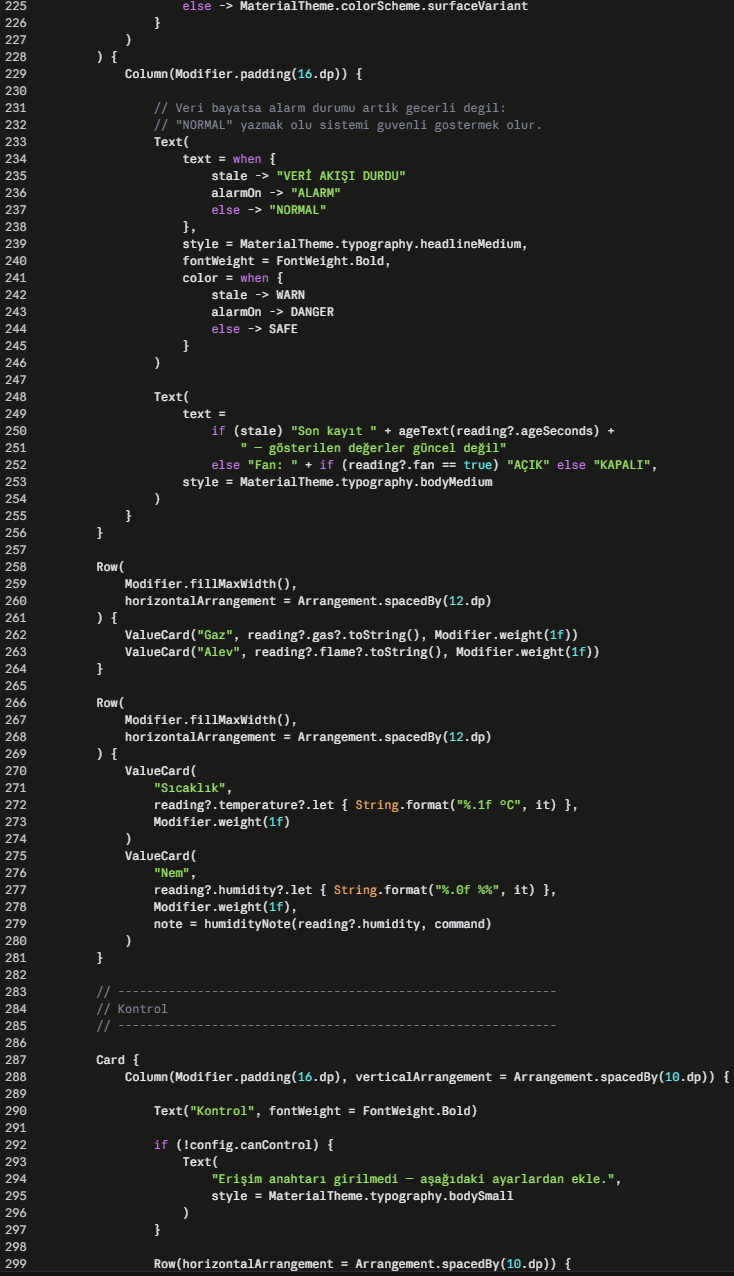 225                     else -> MaterialTheme.colorScheme.surfaceVariant
226                 }
227             )
228         ) {
229             Column(Modifier.padding(16.dp)) {
230
231                 // Veri bayatsa alarm durumu artik gecerli degil:
232                 // "NORMAL" yazmak olu sistemi guvenli gostermek olur.
233                 Text(
234                     text = when {
235                         stale -> "VERİ AKIŞI DURDU"
236                         alarmOn -> "ALARM"
237                         else -> "NORMAL"
238                     },
239                     style = MaterialTheme.typography.headlineMedium,
240                     fontWeight = FontWeight.Bold,
241                     color = when {
242                         stale -> WARN
243                         alarmOn -> DANGER
244                         else -> SAFE
245                     }
246                 )
247
248                 Text(
249                     text =
250                         if (stale) "Son kayıt " + ageText(reading?.ageSeconds) +
251                             " — gösterilen değerler güncel değil"
252                         else "Fan: " + if (reading?.fan == true) "AÇIK" else "KAPALI",
253                     style = MaterialTheme.typography.bodyMedium
254                 )
255             }
256         }
257
258         Row(
259             Modifier.fillMaxWidth(),
260             horizontalArrangement = Arrangement.spacedBy(12.dp)
261         ) {
262             ValueCard("Gaz", reading?.gas?.toString(), Modifier.weight(1f))
263             ValueCard("Alev", reading?.flame?.toString(), Modifier.weight(1f))
264         }
265
266         Row(
267             Modifier.fillMaxWidth(),
268             horizontalArrangement = Arrangement.spacedBy(12.dp)
269         ) {
270             ValueCard(
271                 "Sıcaklık",
272                 reading?.temperature?.let { String.format("%.1f °C", it) },
273                 Modifier.weight(1f)
274             )
275             ValueCard(
276                 "Nem",
277                 reading?.humidity?.let { String.format("%.0f %%", it) },
278                 Modifier.weight(1f),
279                 note = humidityNote(reading?.humidity, command)
280             )
281         }
282
283         // -------------------------------------------------------------
284         // Kontrol
285         // -------------------------------------------------------------
286
287         Card {
288             Column(Modifier.padding(16.dp), verticalArrangement = Arrangement.spacedBy(10.dp)) {
289
290                 Text("Kontrol", fontWeight = FontWeight.Bold)
291
292                 if (!config.canControl) {
293                     Text(
294                         "Erişim anahtarı girilmedi — aşağıdaki ayarlardan ekle.",
295                         style = MaterialTheme.typography.bodySmall
296                     )
297                 }
298
299                 Row(horizontalArrangement = Arrangement.spacedBy(10.dp)) {